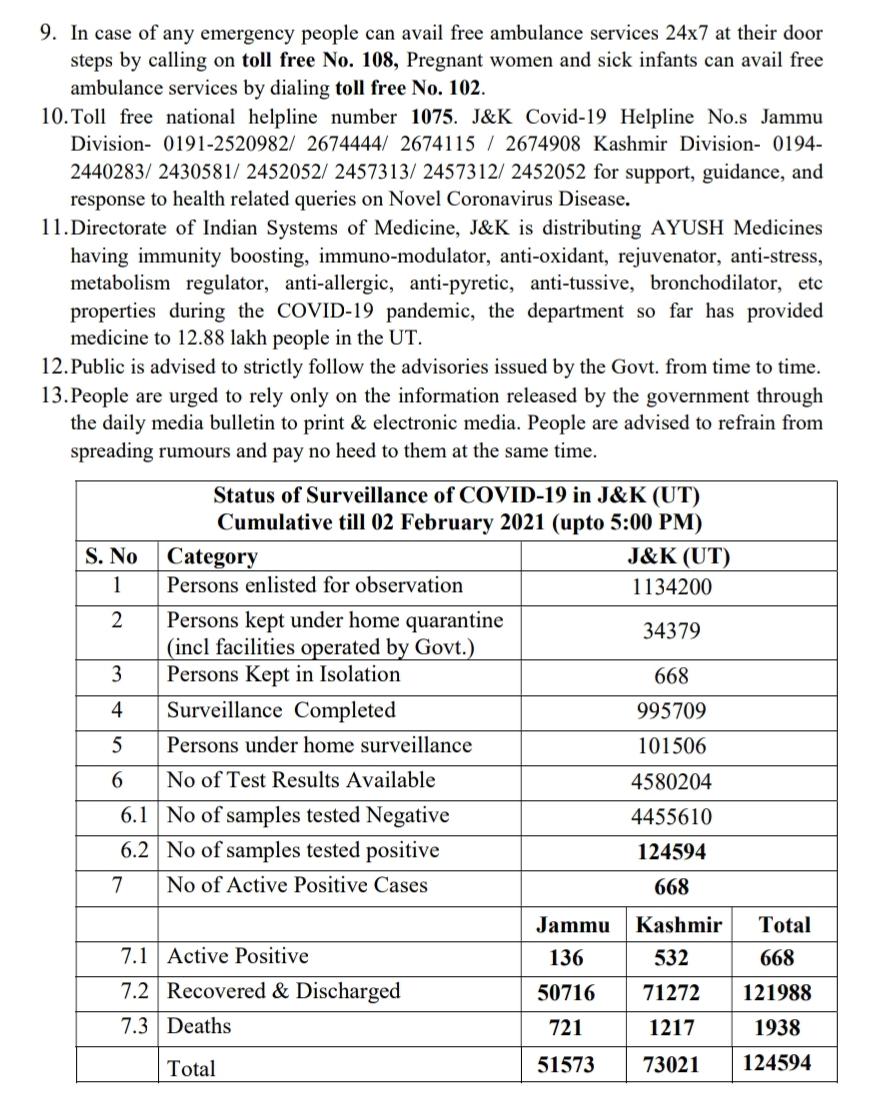 9. In case of any emergency people can avail free ambulance services 24x7 at their door
steps by calling on toll free No. 108, Pregnant women and sick infants can avail free
ambulance services by dialing toll free No. 102.
10.Toll free national helpline number 1075. J&K Covid-19 Helpline No.s Jammu
Division- 0191-2520982/ 2674444/ 2674115 / 2674908 Kashmir Division- 0194-
2440283/ 2430581/ 2452052/ 2457313/ 2457312/ 2452052 for support, guidance, and
response to health related queries on Novel Coronavirus Disease.
11.Directorate of Indian Systems of Medicine, J&K is distributing AYUSH Medicines
having immunity boosting, immuno-modulator, anti-oxidant, rejuvenator, anti-stress,
metabolism regulator, anti-allergic, anti-pyretic, anti-tussive, bronchodilator, etc
properties during the COVID-19 pandemic, the department so far has provided
medicine to 12.88 lakh people in the UT.
12.Public is advised to strictly follow the advisories issued by the Govt. from time to time.
13.People are urged to rely only on the information released by the government through
the daily media bulletin to print & electronic media. People are advised to refrain from
spreading rumours and pay no heed to them at the same time.
Status of Surveillance of COVID-19 in J&K (UT)
Cumulative till 02 February 2021 (upto 5:00 PM)
S. No Category J&K (UT)
1 Persons enlisted for observation 1134200
2 Persons kept under home quarantine
(incl facilities operated by Govt.) 34379
3 Persons Kept in Isolation 668
4 Surveillance Completed 995709
5 Persons under home surveillance 101506
6 No of Test Results Available 4580204
6.1 No of samples tested Negative 4455610
6.2 No of samples tested positive 124594
7 No of Active Positive Cases 668
Jammu Kashmir Total
7.1 Active Positive 136 532 668
7.2 Recovered & Discharged 50716 71272 121988
7.3 Deaths 721 1217 1938
Total 51573 73021 124594